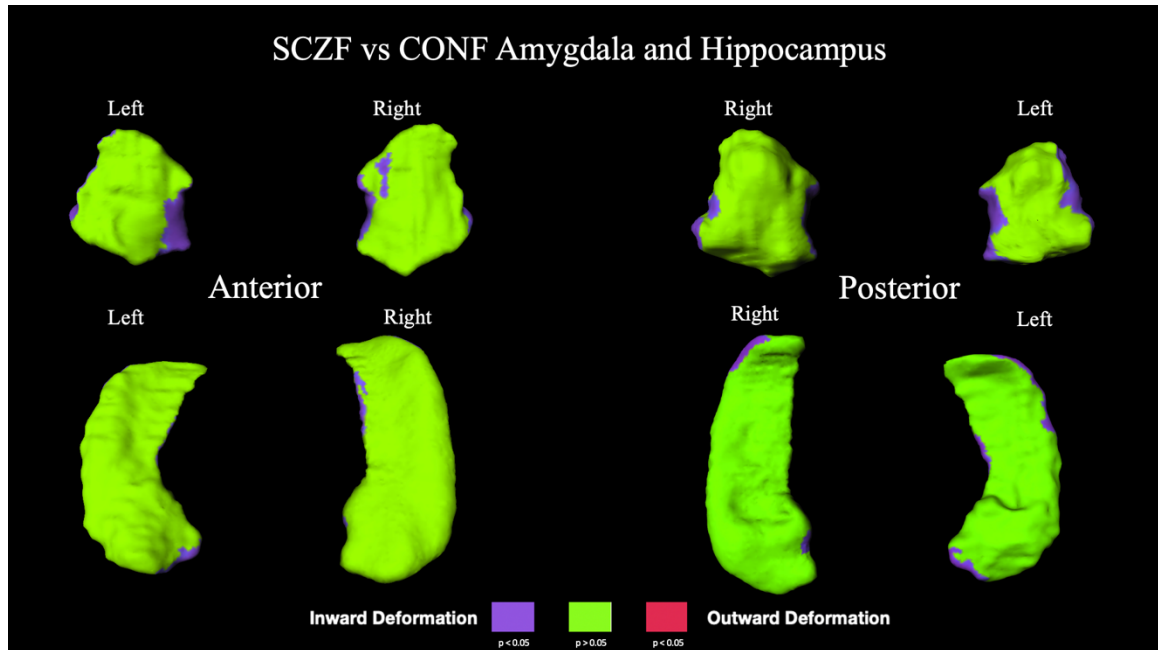 SCZF vs CONF Amygdala and Hippocampus
Left
Right
Right
Left
Anterior
Posterior
Left
Right
Right
Left
Inward Deformation
Outward Deformation
p < 0.05
p > 0.05
p < 0.05